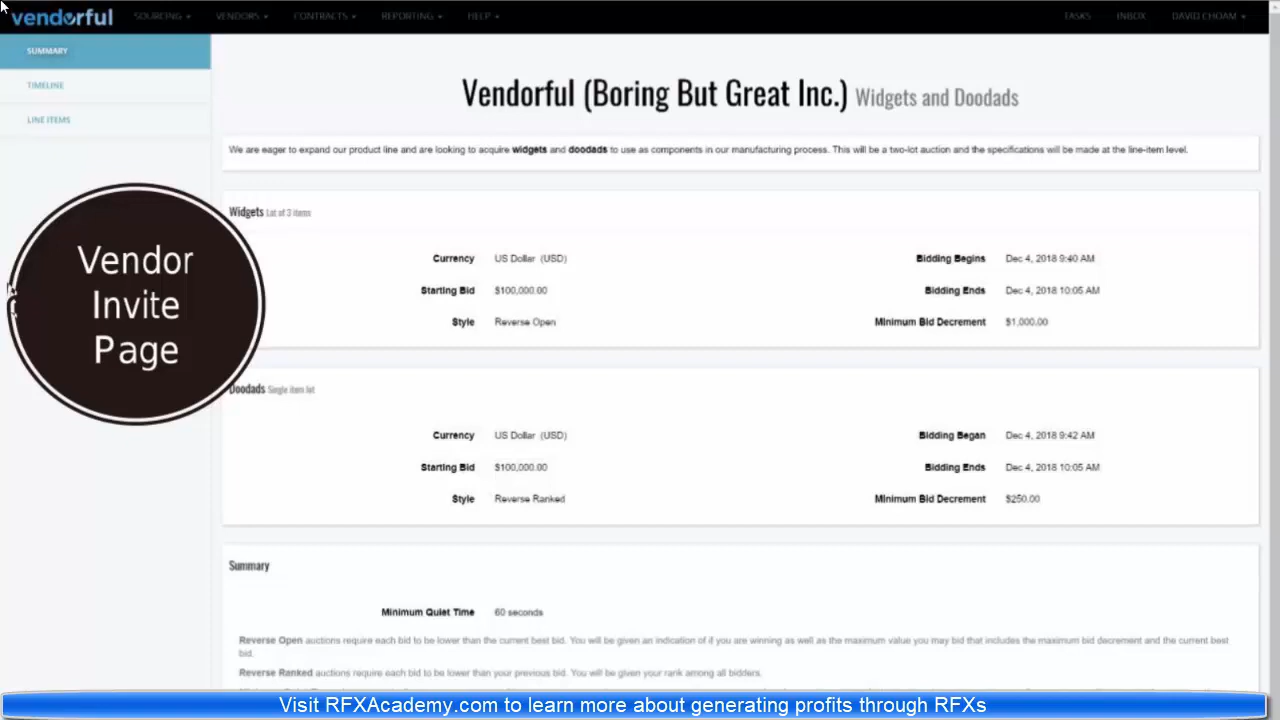 vendorful SOURCING VENDORS CONTRACTS REPORTING HELP TASKS INBOX DAVID CHOAM
SUMMARY
TIMELINE
LINE ITEMS
Vendorful (Boring But Great Inc.) Widgets and Doodads
We are eager to expand our product line and are looking to acquire widgets and doodads to use as components in our manufacturing process. This will be a two-lot auction and the specifications will be made at the line-item level.
Vendor
Invite
Page
Widgets Lot of 3 items
Currency US Dollar (USD) Bidding Begins Dec 4, 2018 9:40 AM
Starting Bid $100,000.00 Bidding Ends Dec 4, 2018 10:05 AM
Style Reverse Open Minimum Bid Decrement $1,000.00
Doodads Single item lot
Currency US Dollar (USD) Bidding Began Dec 4, 2018 9:42 AM
Starting Bid $100,000.00 Bidding Ends Dec 4, 2018 10:05 AM
Style Reverse Ranked Minimum Bid Decrement $250.00
Summary
Minimum Quiet Time 60 seconds
Reverse Open auctions require each bid to be lower than the current best bid. You will be given an indication of if you are winning as well as the maximum value you may bid that includes the maximum bid decrement and the current best
bid.
Reverse Ranked auctions require each bid to be lower than your previous bid. You will be given your rank among all bidders.
Visit RFXAcademy.com to learn more about generating profits through RFXs